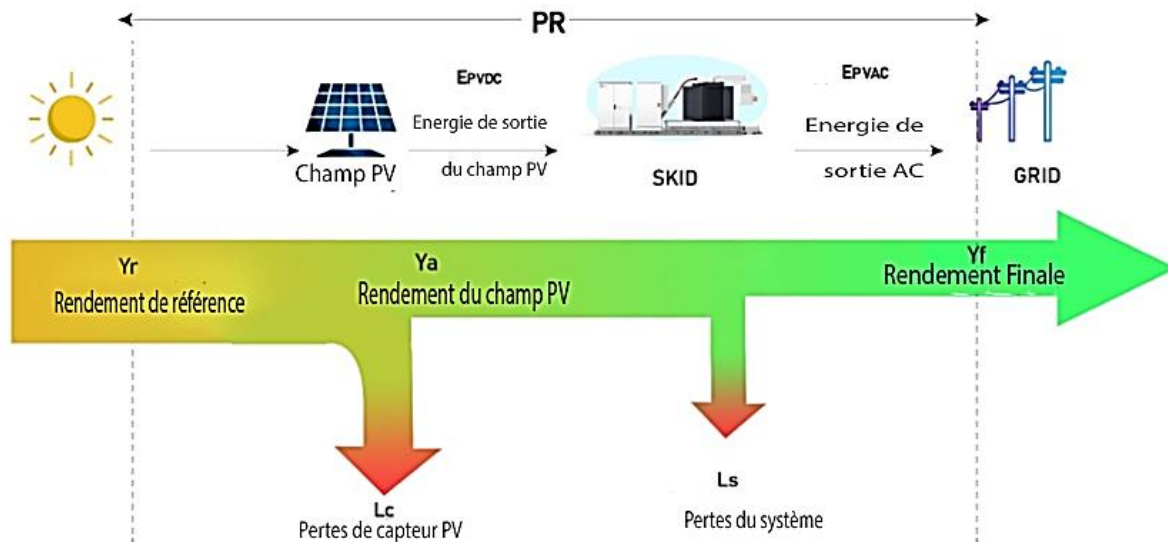 PR
EPVDC
Energie de sortie
du champ PV
Champ PV
SKID
EPVAC
Energie de
sortie AC
GRID
Yr
Rendement de référence
Ya
Rendement du champ PV
Yf
Rendement Finale
Lc
Pertes de capteur PV
Ls
Pertes du système